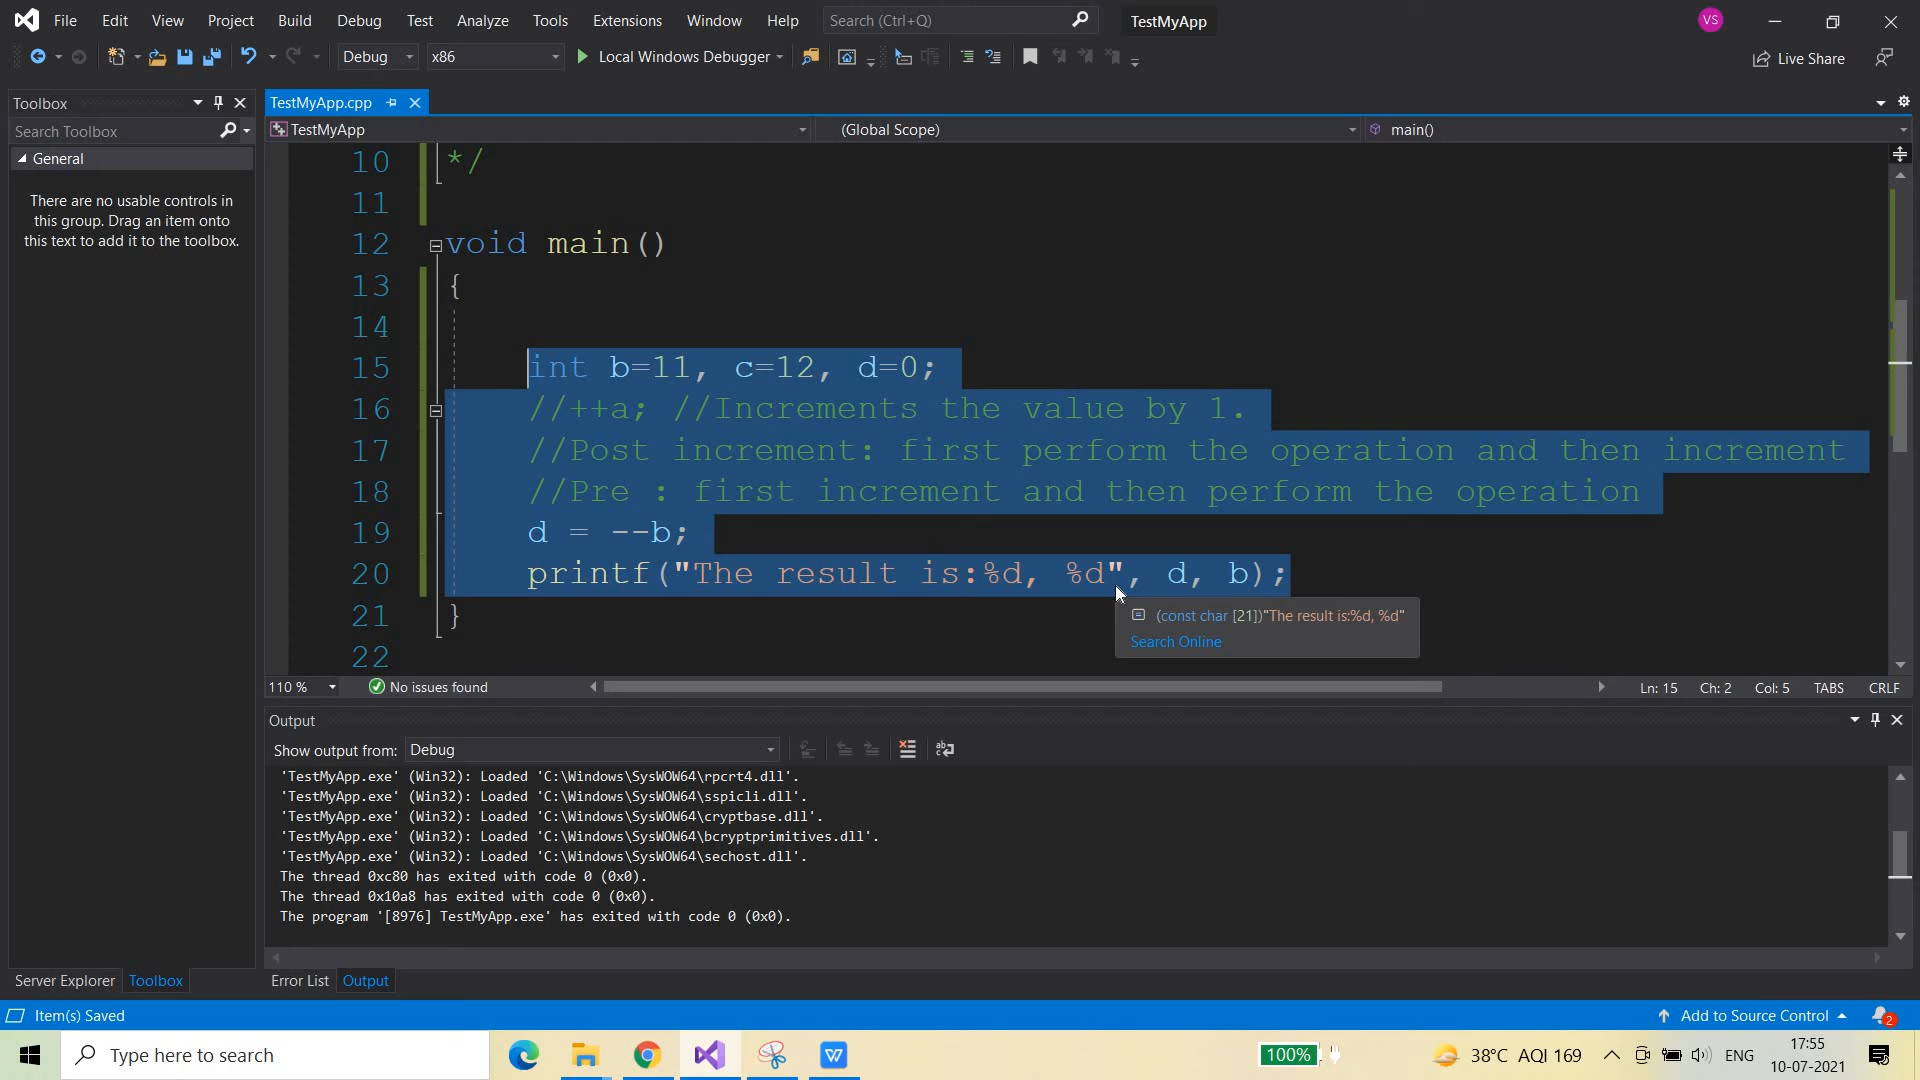 File Edit View Project Build Debug Test Analyze Tools Extensions Window Help Search (Ctrl+Q) TestMyApp VS
Debug x86 Local Windows Debugger Live Share
Toolbox
Search Toolbox
General
There are no usable controls in
this group. Drag an item onto
this text to add it to the toolbox.
TestMyApp.cpp
TestMyApp (Global Scope) main()
10 */
11
12 void main()
13 {
14
15 int b=11, c=12, d=0;
16 //++a; //Increments the value by 1.
17 //Post increment: first perform the operation and then increment
18 //Pre : first increment and then perform the operation
19 d = --b;
20 printf("The result is:%d, %d", d, b);
21 }
(const char [21])"The result is:%d, %d"
Search Online
22
110 % No issues found Ln: 15 Ch: 2 Col: 5 TABS CRLF
Output
Show output from: Debug
'TestMyApp.exe' (Win32): Loaded 'C:\Windows\SysWOW64\rpcrt4.dll'.
'TestMyApp.exe' (Win32): Loaded 'C:\Windows\SysWOW64\sspicli.dll'.
'TestMyApp.exe' (Win32): Loaded 'C:\Windows\SysWOW64\cryptbase.dll'.
'TestMyApp.exe' (Win32): Loaded 'C:\Windows\SysWOW64\bcryptprimitives.dll'.
'TestMyApp.exe' (Win32): Loaded 'C:\Windows\SysWOW64\sechost.dll'.
The thread 0xc80 has exited with code 0 (0x0).
The thread 0x10a8 has exited with code 0 (0x0).
The program '[8976] TestMyApp.exe' has exited with code 0 (0x0).
Server Explorer Toolbox Error List Output
Item(s) Saved Add to Source Control 2
Type here to search W 100% 38°C AQI 169 ENG 17:55
10-07-2021